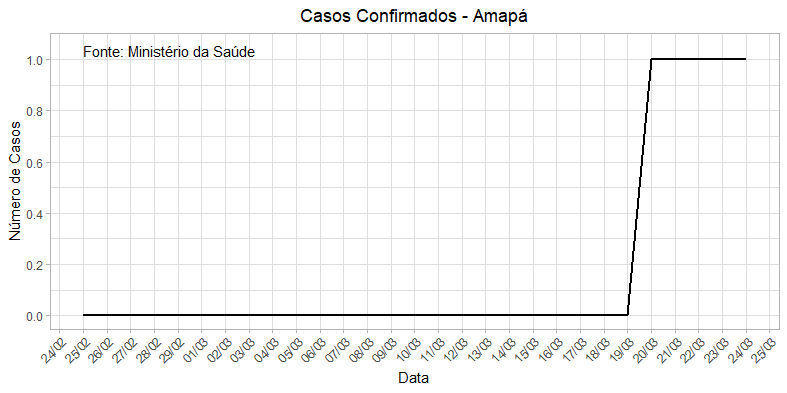 Casos Confirmados - Amapá
Fonte: Ministério da Saúde
Número de Casos
1.0
0.8
0.6
0.4
0.2
0.0
24/02 25/02 26/02 27/02 28/02 29/02 01/03 02/03 03/03 04/03 05/03 06/03 07/03 08/03 09/03 10/03 11/03 12/03 13/03 14/03 15/03 16/03 17/03 18/03 19/03 20/03 21/03 22/03 23/03 24/03 25/03
Data